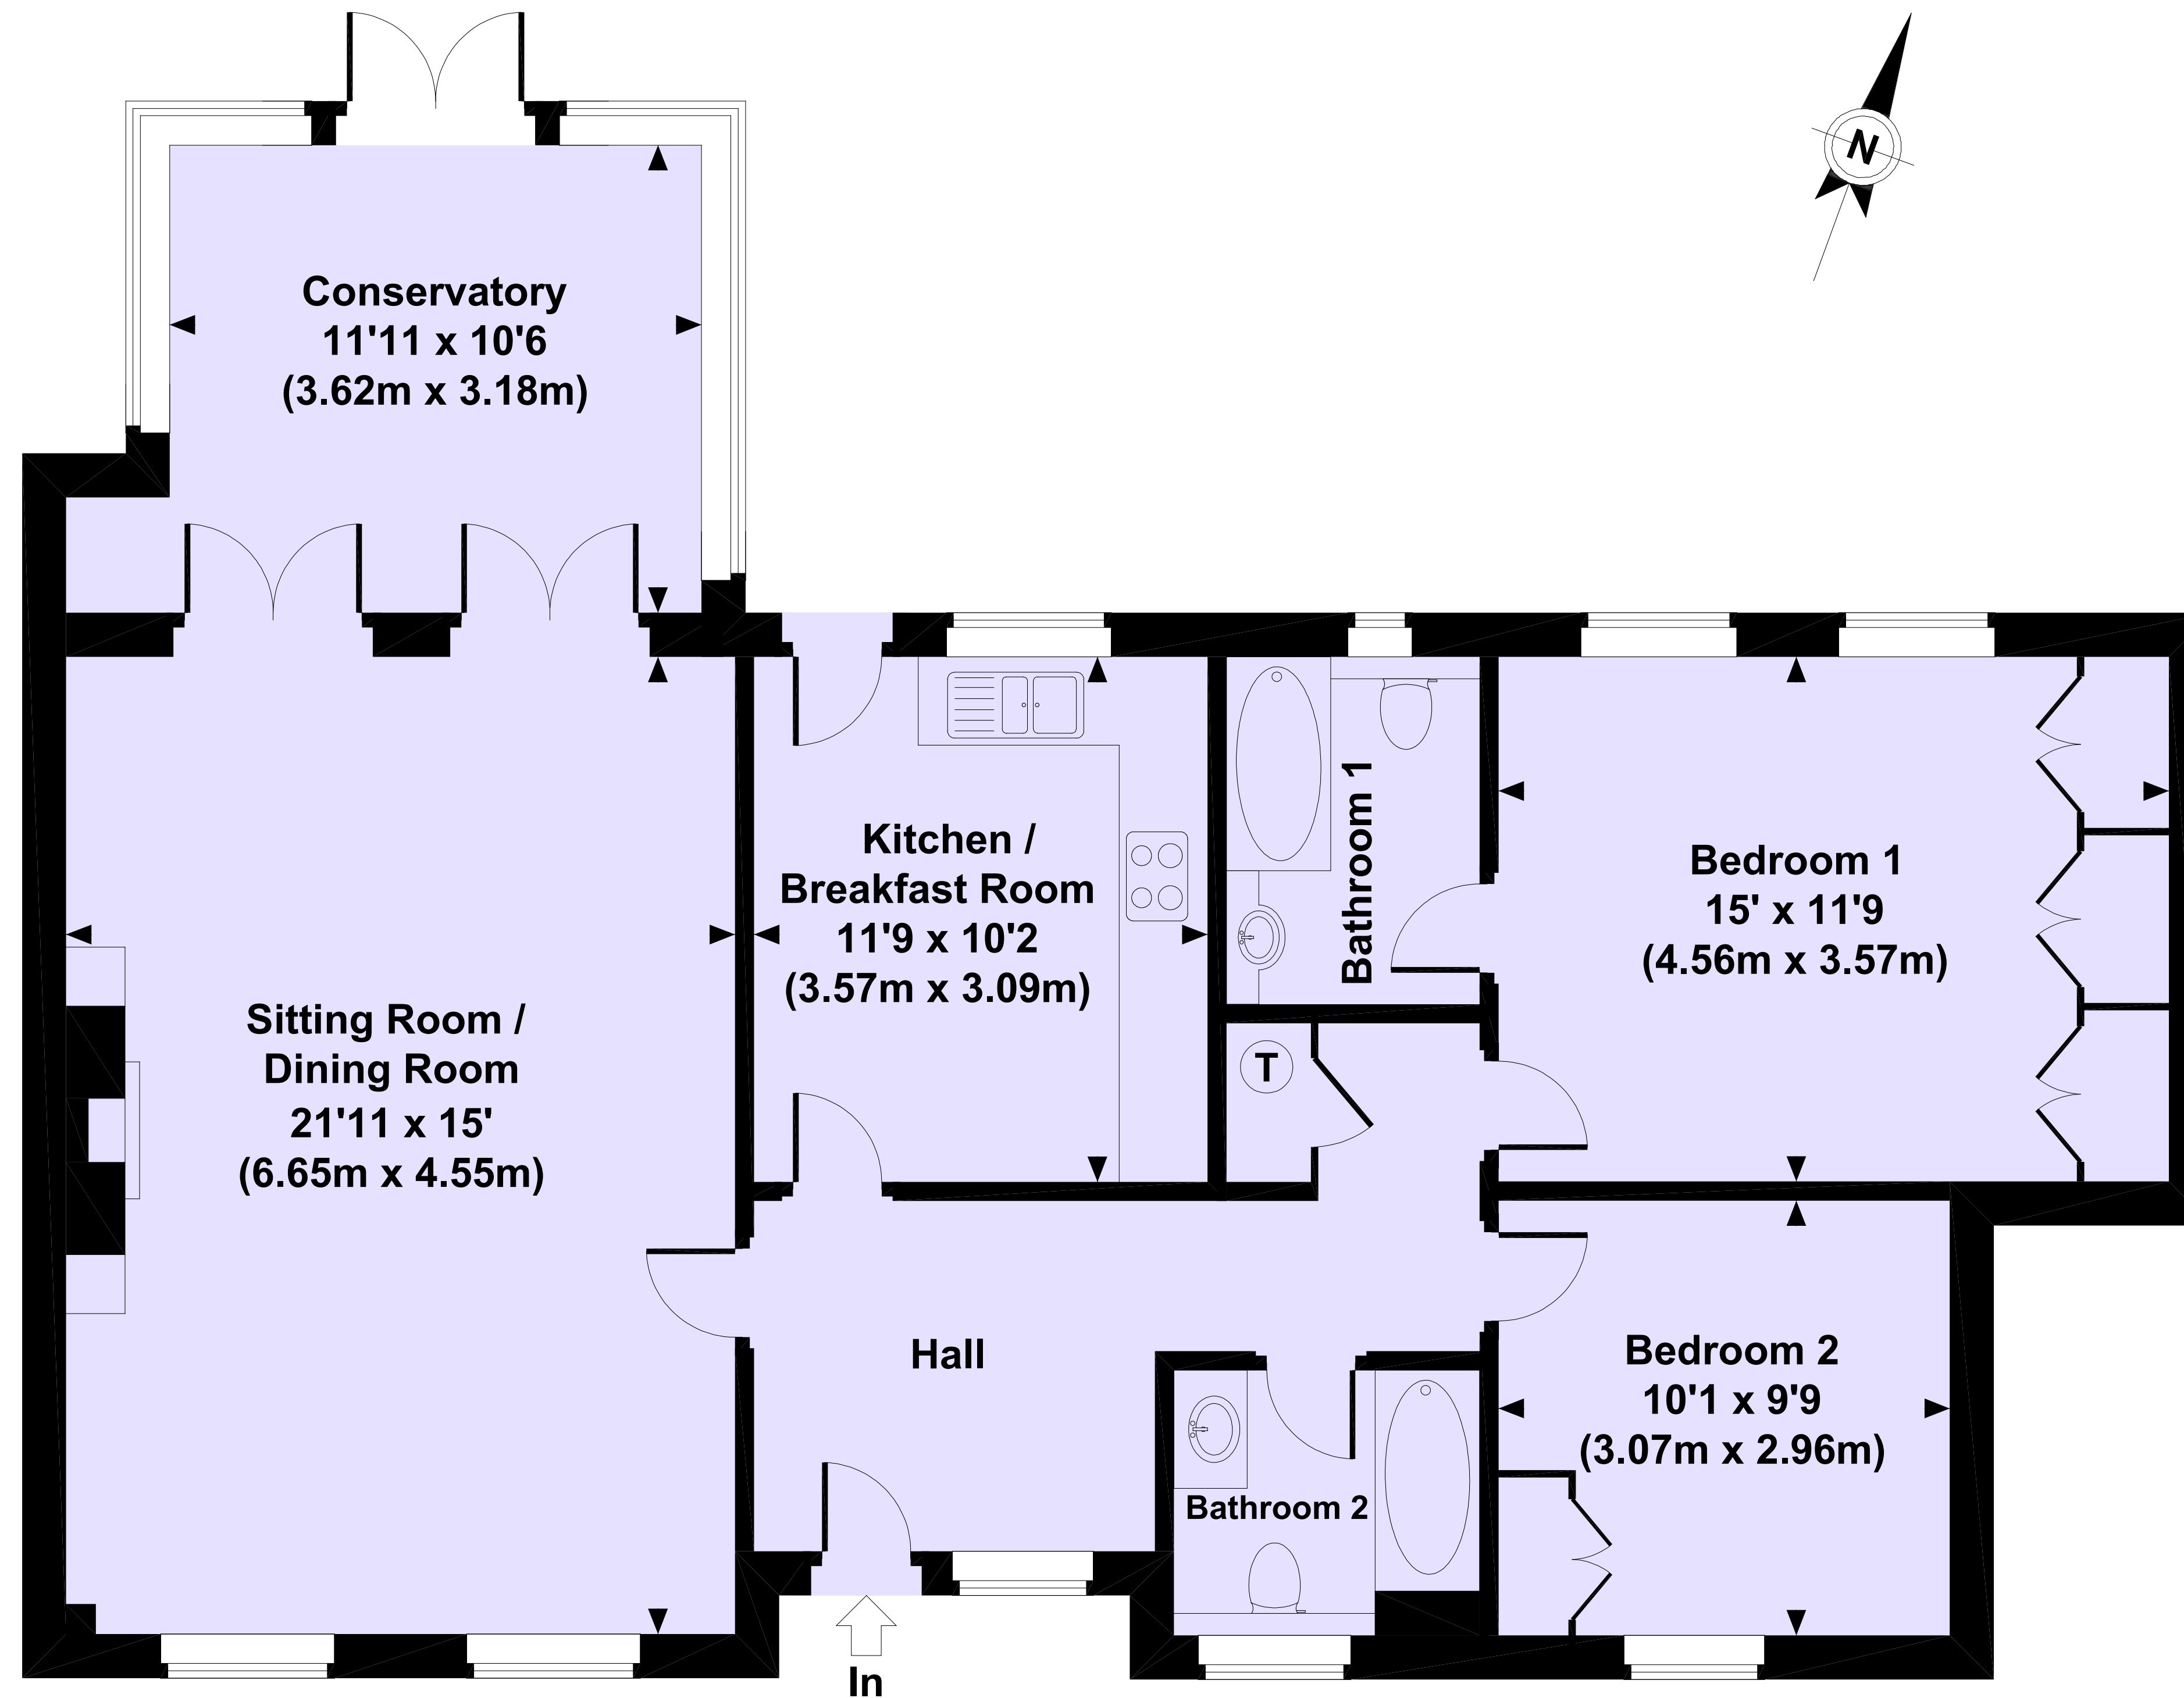 N
Conservatory
11'11 x 10'6
(3.62m x 3.18m)
Kitchen /
Breakfast Room
11'9 x 10'2
(3.57m x 3.09m)
Bathroom 1
Bedroom 1
15' x 11'9
(4.56m x 3.57m)
Sitting Room /
Dining Room
21'11 x 15'
(6.65m x 4.55m)
T
Hall
Bedroom 2
10'1 x 9'9
(3.07m x 2.96m)
Bathroom 2
In